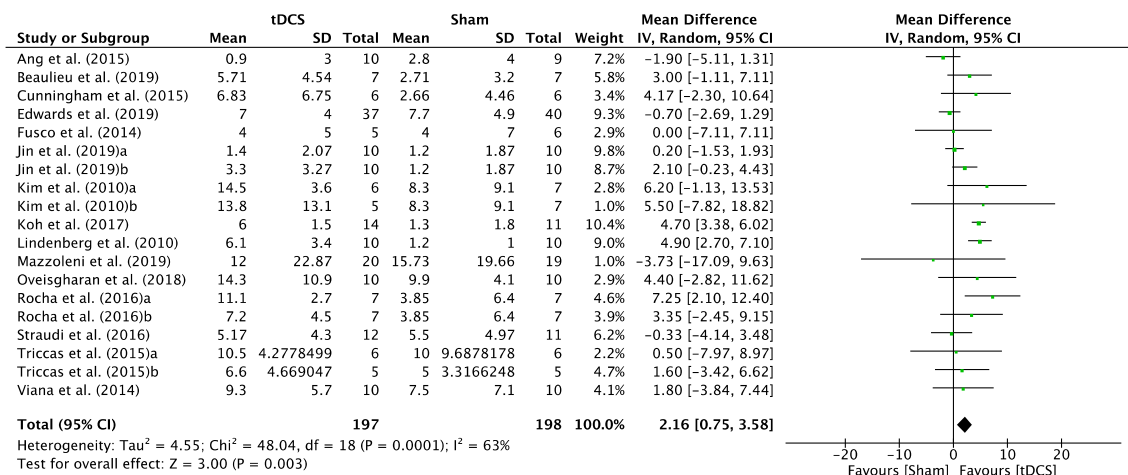 tDCS Sham Mean Difference Mean Difference
Study or Subgroup Mean SD Total Mean SD Total Weight IV, Random, 95% CI IV, Random, 95% CI
Ang et al. (2015) 0.9 3 10 2.8 4 9 7.2% −1.90 [−5.11, 1.31]
Beaulieu et al. (2019) 5.71 4.54 7 2.71 3.2 7 5.8% 3.00 [−1.11, 7.11]
Cunningham et al. (2015) 6.83 6.75 6 2.66 4.46 6 3.4% 4.17 [−2.30, 10.64]
Edwards et al. (2019) 7 4 37 7.7 4.9 40 9.3% −0.70 [−2.69, 1.29]
Fusco et al. (2014) 4 5 5 4 7 6 2.9% 0.00 [−7.11, 7.11]
Jin et al. (2019)a 1.4 2.07 10 1.2 1.87 10 9.8% 0.20 [−1.53, 1.93]
Jin et al. (2019)b 3.3 3.27 10 1.2 1.87 10 8.7% 2.10 [−0.23, 4.43]
Kim et al. (2010)a 14.5 3.6 6 8.3 9.1 7 2.8% 6.20 [−1.13, 13.53]
Kim et al. (2010)b 13.8 13.1 5 8.3 9.1 7 1.0% 5.50 [−7.82, 18.82]
Koh et al. (2017) 6 1.5 14 1.3 1.8 11 10.4% 4.70 [3.38, 6.02]
Lindenberg et al. (2010) 6.1 3.4 10 1.2 1 10 9.0% 4.90 [2.70, 7.10]
Mazzoleni et al. (2019) 12 22.87 20 15.73 19.66 19 1.0% −3.73 [−17.09, 9.63]
Oveisgharan et al. (2018) 14.3 10.9 10 9.9 4.1 10 2.9% 4.40 [−2.82, 11.62]
Rocha et al. (2016)a 11.1 2.7 7 3.85 6.4 7 4.6% 7.25 [2.10, 12.40]
Rocha et al. (2016)b 7.2 4.5 7 3.85 6.4 7 3.9% 3.35 [−2.45, 9.15]
Straudi et al. (2016) 5.17 4.3 12 5.5 4.97 11 6.2% −0.33 [−4.14, 3.48]
Triccas et al. (2015)a 10.5 4.2778499 6 10 9.6878178 6 2.2% 0.50 [−7.97, 8.97]
Triccas et al. (2015)b 6.6 4.669047 5 5 3.3166248 5 4.7% 1.60 [−3.42, 6.62]
Viana et al. (2014) 9.3 5.7 10 7.5 7.1 10 4.1% 1.80 [−3.84, 7.44]
Total (95% CI) 197 198 100.0% 2.16 [0.75, 3.58]
Heterogeneity: Tau² = 4.55; Chi² = 48.04, df = 18 (P = 0.0001); I² = 63%
Test for overall effect: Z = 3.00 (P = 0.003)
−20 −10 0 10 20
Favours [Sham] Favours [tDCS]